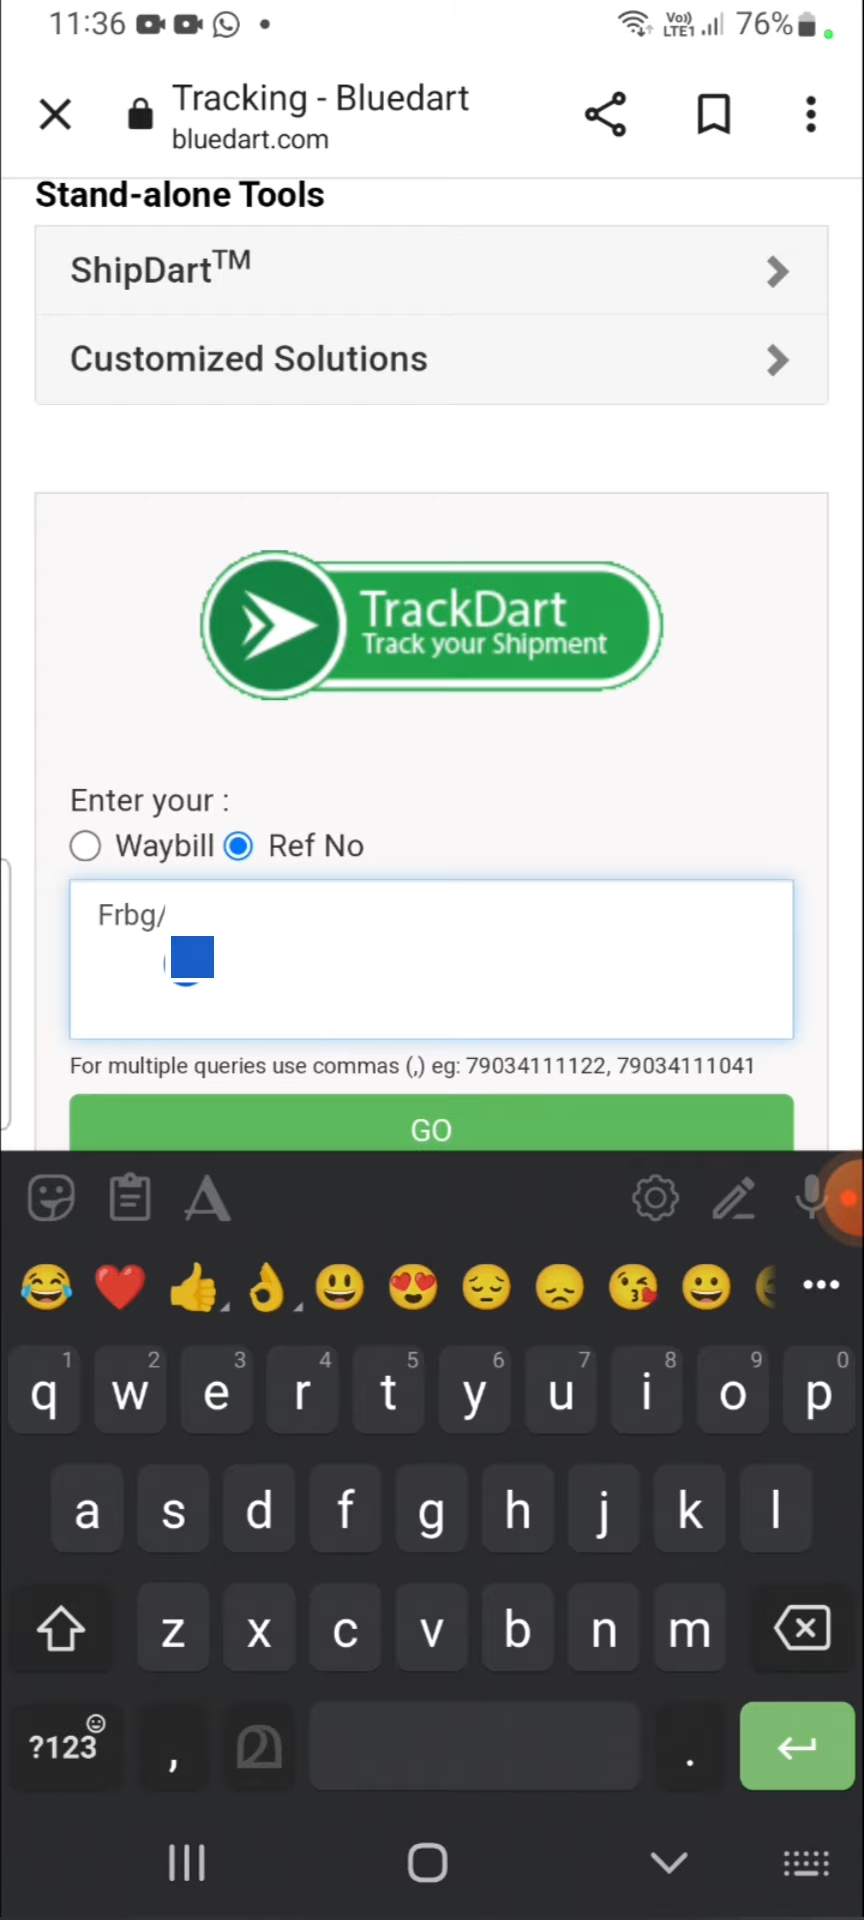 11:36 Vo)) LTE1 76%
Tracking - Bluedart
bluedart.com
Stand-alone Tools
ShipDart™
Customized Solutions
TrackDart
Track your Shipment
Enter your :
Waybill Ref No
Frbg/
For multiple queries use commas (,) eg: 79034111122, 79034111041
GO
1 2 3 4 5 6 7 8 9 0
q w e r t y u i o p
a s d f g h j k l
z x c v b n m
?123 , മ .